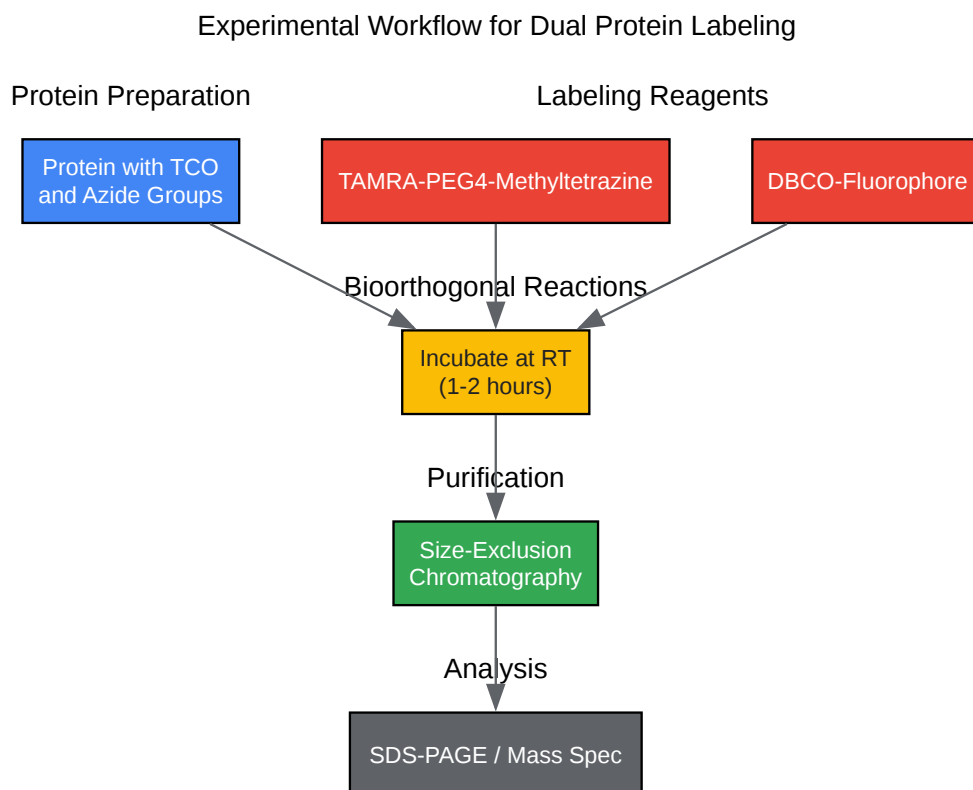 Experimental Workflow for Dual Protein Labeling
Protein Preparation
Labeling Reagents
Protein with TCO
and Azide Groups
TAMRA-PEG4-Methyltetrazine
DBCO-Fluorophore
Bioorthogonal Reactions
Incubate at RT
(1-2 hours)
Purification
Size-Exclusion
Chromatography
Analysis
SDS-PAGE / Mass Spec